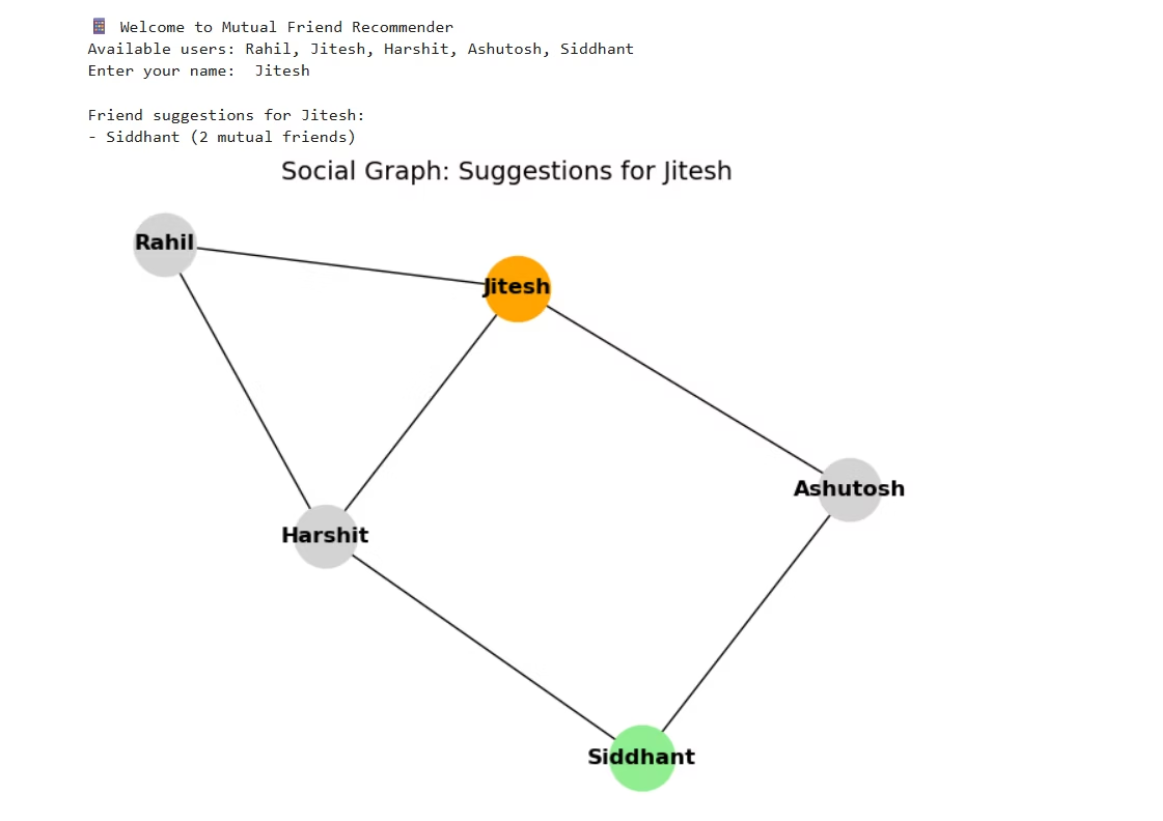 Welcome to Mutual Friend Recommender
Available users: Rahil, Jitesh, Harshit, Ashutosh, Siddhant
Enter your name:  Jitesh
Friend suggestions for Jitesh:
- Siddhant (2 mutual friends)
Social Graph: Suggestions for Jitesh
Rahil
Jitesh
Ashutosh
Harshit
Siddhant